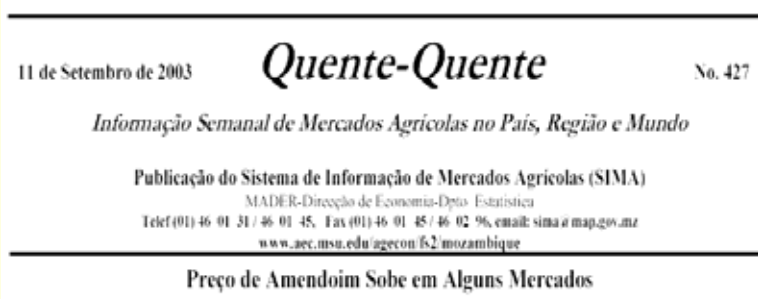 11 de Setembro de 2003 Quente-Quente No. 427
Informação Semanal de Mercados Agrícolas no País, Região e Mundo
Publicação do Sistema de Informação de Mercados Agrícolas (SIMA)
MADER-Direcção de Economia-Dpto Estatistica
Telef (01) 46 01 31 / 46 01 45, Fax (01) 46 01 45 / 46 02 96, email: sima@map.gov.mz
www.aec.msu.edu/agecon/fs2/mozambique
Preço de Amendoim Sobe em Alguns Mercados